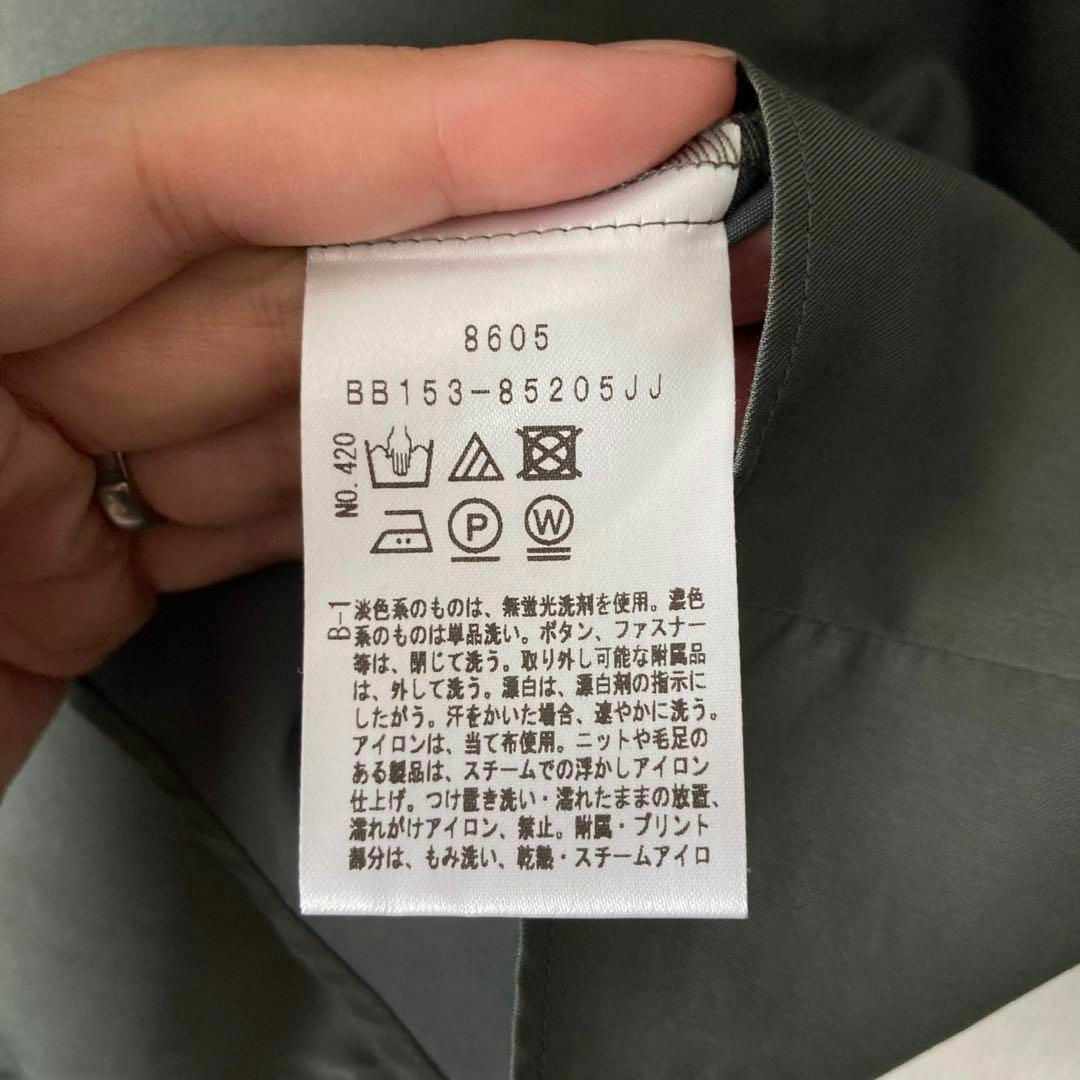 8605
BB153-85205JJ
NO. 420
P
W
B-1
淡色系のものは、無蛍光洗剤を使用。濃色
系のものは単品洗い。ボタン、ファスナー
等は、閉じて洗う。取り外し可能な附属品
は、外して洗う。漂白は、漂白剤の指示に
したがう。汗をかいた場合、速やかに洗う。
アイロンは、当て布使用。ニットや毛足の
ある製品は、スチームでの浮かしアイロン
仕上げ。つけ置き洗い・濡れたままの放置、
濡れがけアイロン、禁止。附属・プリント
部分は、もみ洗い、乾熱・スチームアイロ